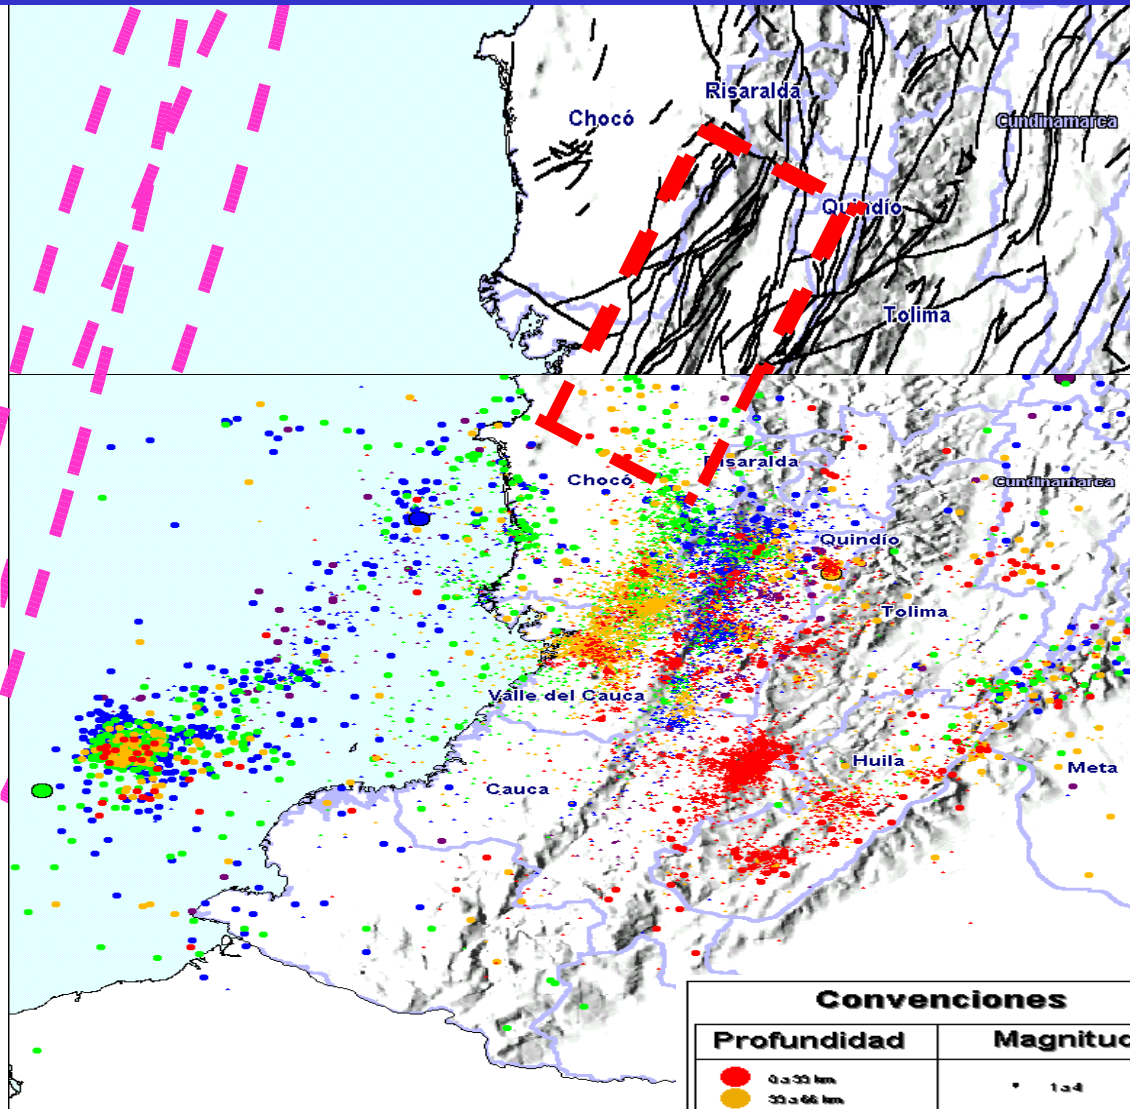 Risaralda
Chocó
Cundinamarca
Quindío
Tolima
Risaralda
Chocó
Cundinamarca
Quindío
Tolima
Valle del Cauca
Huila
Meta
Cauca
Convenciones
Profundidad
Magnitud
0 a 33 km
1 a 4
33 a 66 km